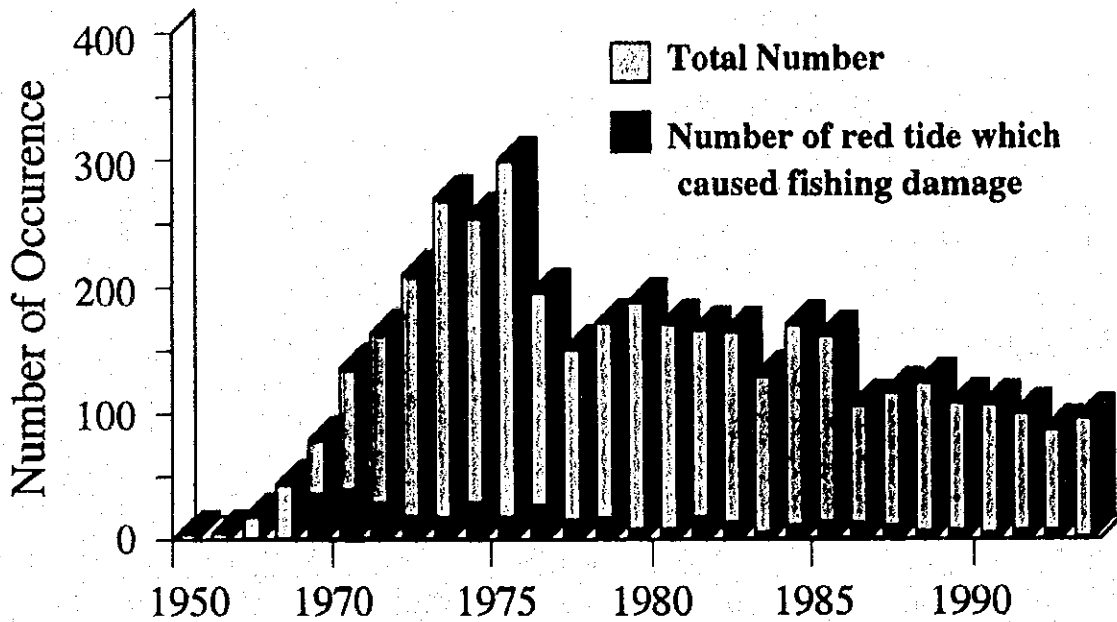 400
300
200
100
0
Number of Occurence
Total Number
Number of red tide which
caused fishing damage
1950 1970 1975 1980 1985 1990